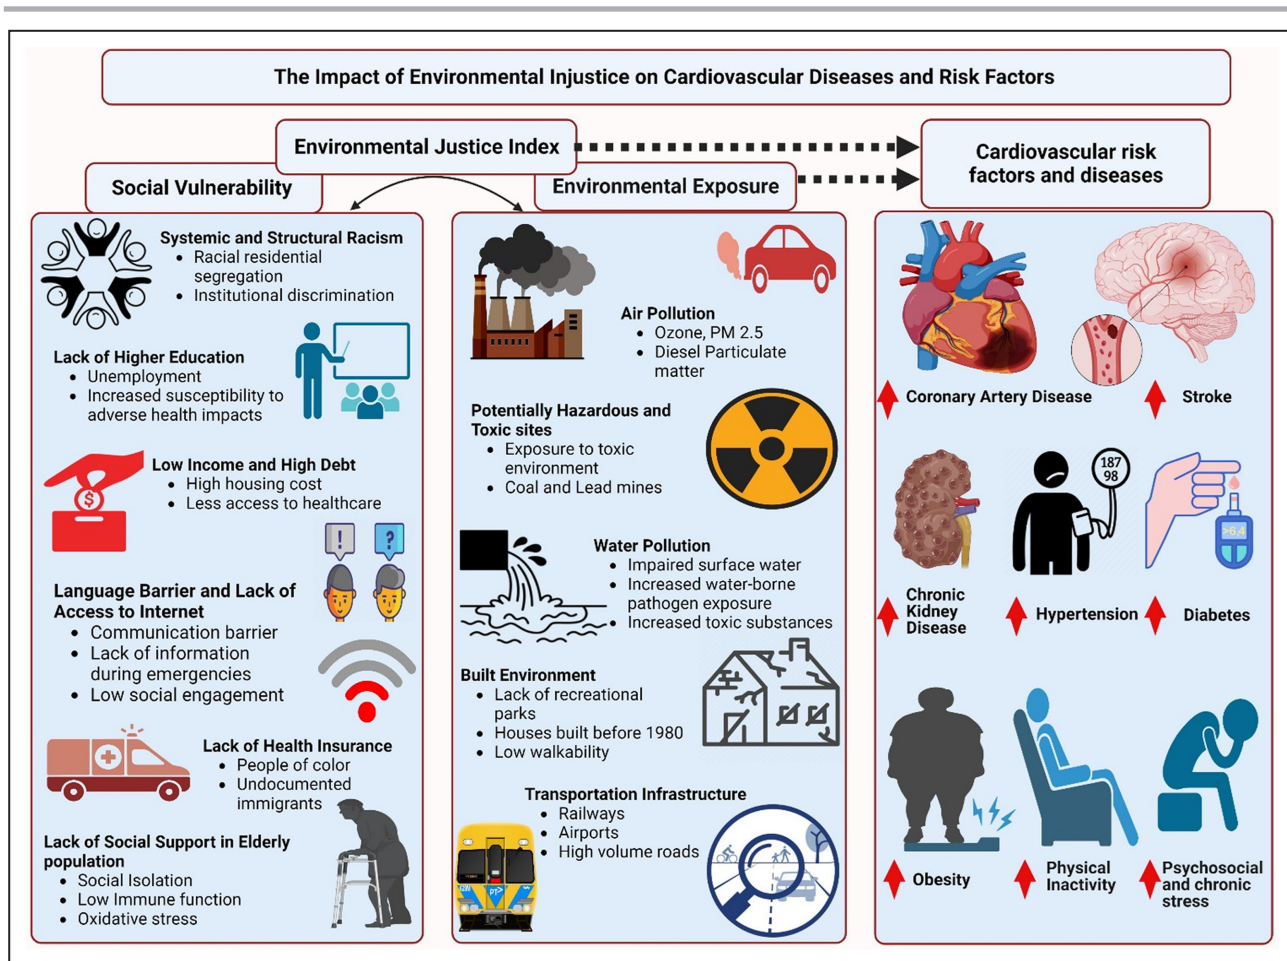 The Impact of Environmental Injustice on Cardiovascular Diseases and Risk Factors
Environmental Justice Index
Social Vulnerability
Environmental Exposure
Cardiovascular risk
factors and diseases
Systemic and Structural Racism
• Racial residential
segregation
• Institutional discrimination
Lack of Higher Education
• Unemployment
• Increased susceptibility to
adverse health impacts
Low Income and High Debt
• High housing cost
• Less access to healthcare
$
! ?
Language Barrier and Lack of
Access to Internet
• Communication barrier
• Lack of information
during emergencies
• Low social engagement
Lack of Health Insurance
• People of color
• Undocumented
immigrants
Lack of Social Support in Elderly
population
• Social Isolation
• Low Immune function
• Oxidative stress
Air Pollution
• Ozone, PM 2.5
• Diesel Particulate
matter
Potentially Hazardous and
Toxic sites
• Exposure to toxic
environment
• Coal and Lead mines
Water Pollution
• Impaired surface water
• Increased water-borne
pathogen exposure
• Increased toxic substances
Built Environment
• Lack of recreational
parks
• Houses built before 1980
• Low walkability
Transportation Infrastructure
• Railways
• Airports
• High volume roads
PT>
Coronary Artery Disease
Stroke
187
98
>6,4
Chronic
Kidney
Disease
Hypertension
Diabetes
Obesity
Physical
Inactivity
Psychosocial
and chronic
stress